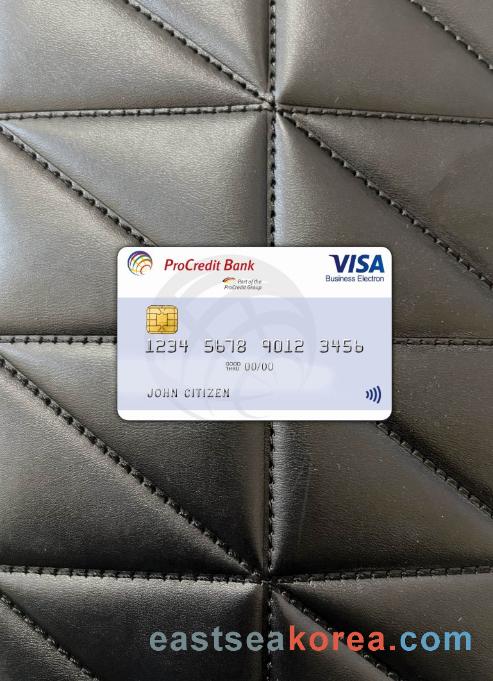 ProCredit Bank
Part of the
ProCredit Group
VISA
Business Electron
1234 5678 9012 3456
GOOD
THRU 00/00
JOHN CITIZEN
eastseakorea.com